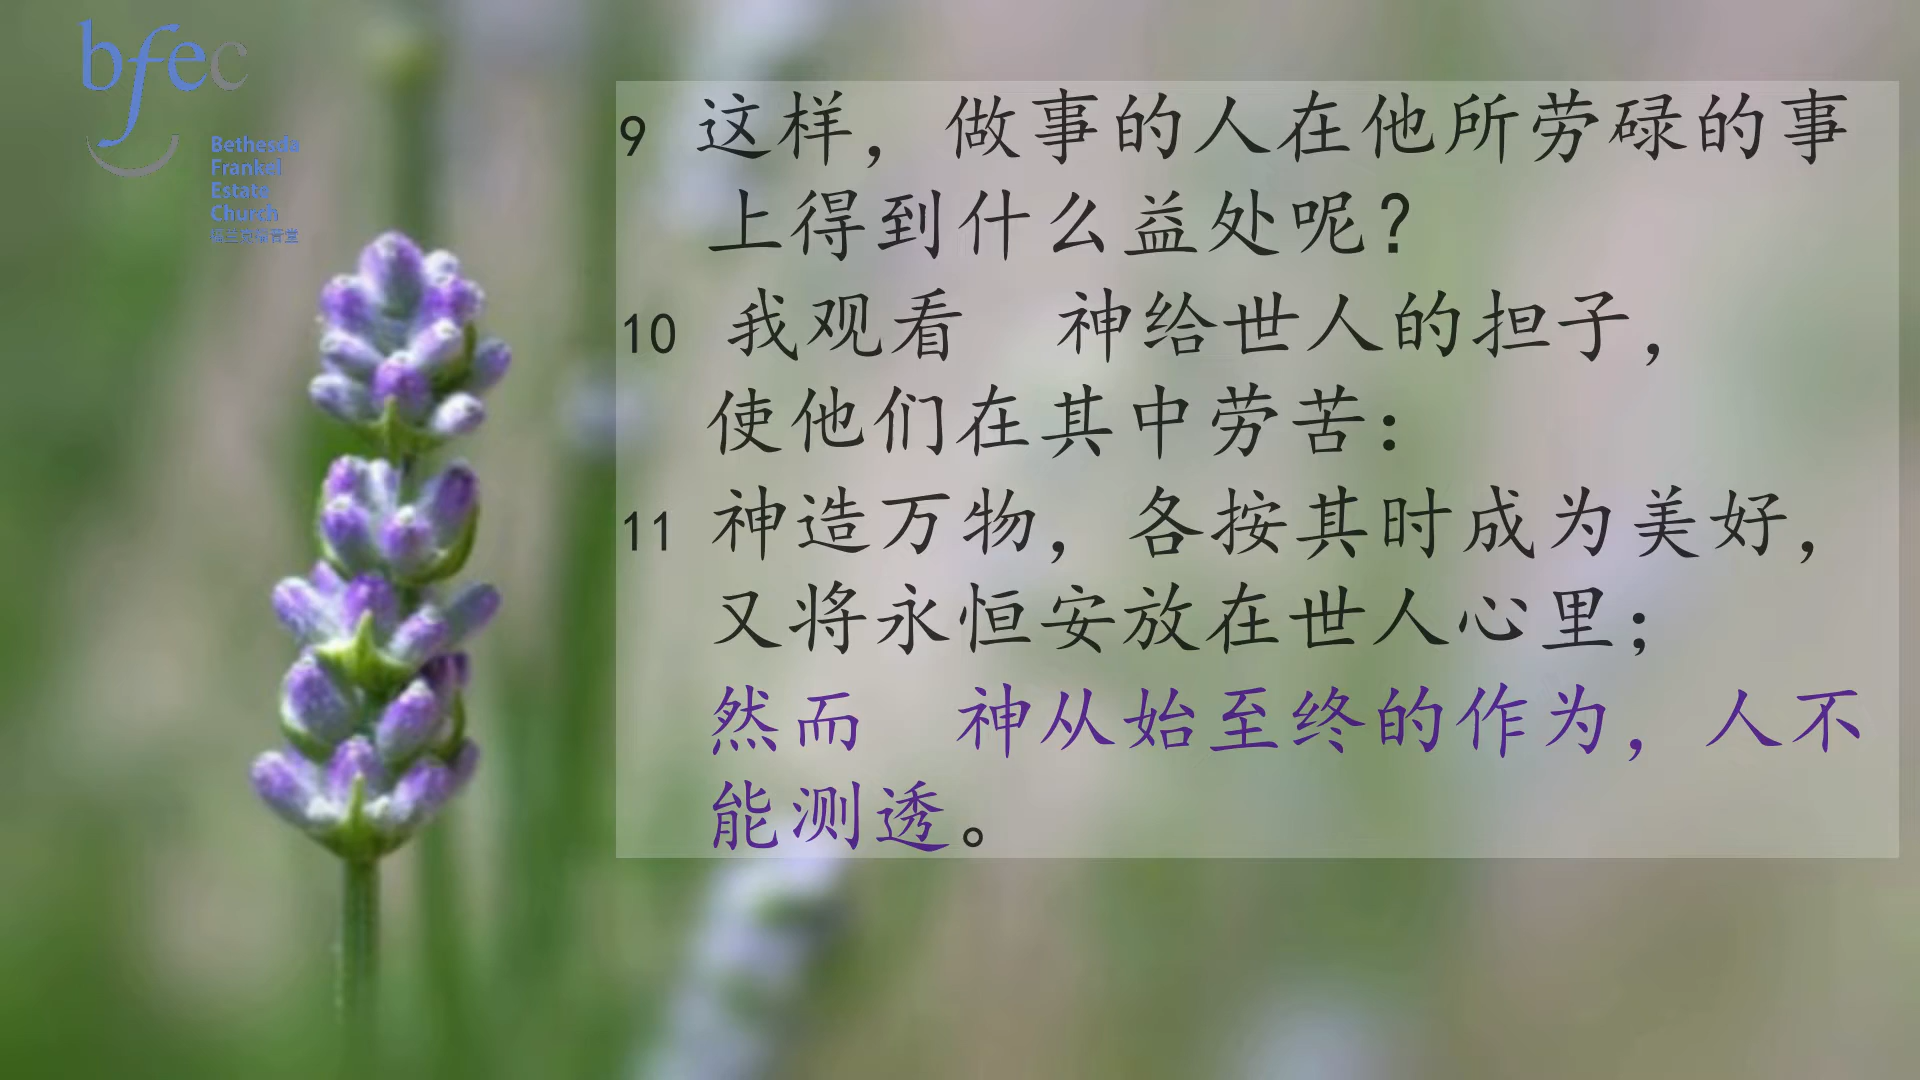 bfec
Bethesda
Frankel
Estate
Church
9 这样，做事的人在他所劳碌的事
上得到什么益处呢？
10 我观看　神给世人的担子，
使他们在其中劳苦：
11 神造万物，各按其时成为美好，
又将永恒安放在世人心里；
然而　神从始至终的作为，人不
能测透。